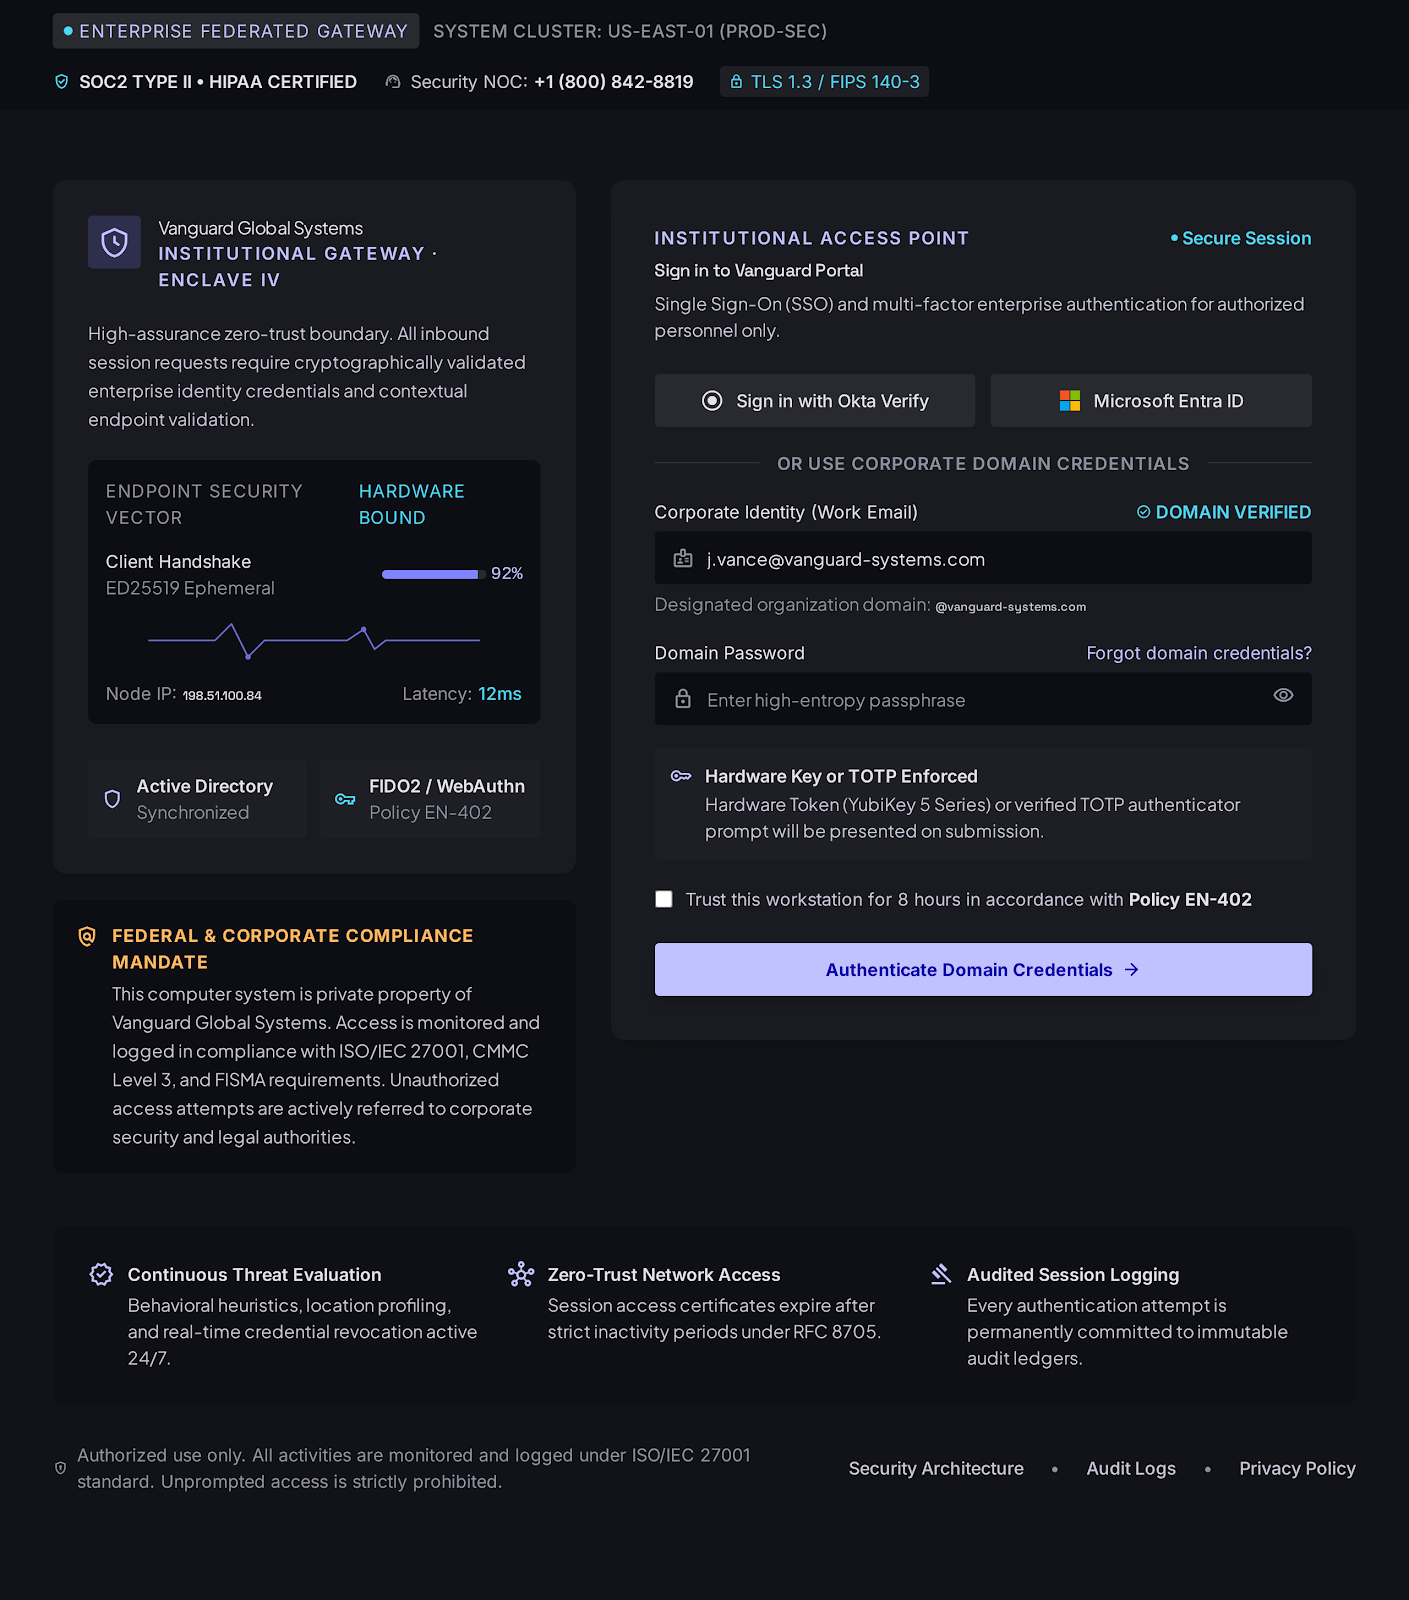 ENTERPRISE FEDERATED GATEWAY
SYSTEM CLUSTER: US-EAST-01 (PROD-SEC)
SOC2 TYPE II • HIPAA CERTIFIED
Security NOC: +1 (800) 842-8819
TLS 1.3 / FIPS 140-3
Vanguard Global Systems
INSTITUTIONAL GATEWAY ·
ENCLAVE IV
High-assurance zero-trust boundary. All inbound
session requests require cryptographically validated
enterprise identity credentials and contextual
endpoint validation.
ENDPOINT SECURITY
VECTOR
HARDWARE
BOUND
Client Handshake
ED25519 Ephemeral
92%
Node IP: 198.51.100.84
Latency: 12ms
Active Directory
Synchronized
FIDO2 / WebAuthn
Policy EN-402
FEDERAL & CORPORATE COMPLIANCE
MANDATE
This computer system is private property of
Vanguard Global Systems. Access is monitored and
logged in compliance with ISO/IEC 27001, CMMC
Level 3, and FISMA requirements. Unauthorized
access attempts are actively referred to corporate
security and legal authorities.
INSTITUTIONAL ACCESS POINT
• Secure Session
Sign in to Vanguard Portal
Single Sign-On (SSO) and multi-factor enterprise authentication for authorized
personnel only.
Sign in with Okta Verify
Microsoft Entra ID
OR USE CORPORATE DOMAIN CREDENTIALS
Corporate Identity (Work Email)
DOMAIN VERIFIED
j.vance@vanguard-systems.com
Designated organization domain: @vanguard-systems.com
Domain Password
Forgot domain credentials?
Enter high-entropy passphrase
Hardware Key or TOTP Enforced
Hardware Token (YubiKey 5 Series) or verified TOTP authenticator
prompt will be presented on submission.
Trust this workstation for 8 hours in accordance with Policy EN-402
Authenticate Domain Credentials →
Continuous Threat Evaluation
Behavioral heuristics, location profiling,
and real-time credential revocation active
24/7.
Zero-Trust Network Access
Session access certificates expire after
strict inactivity periods under RFC 8705.
Audited Session Logging
Every authentication attempt is
permanently committed to immutable
audit ledgers.
Authorized use only. All activities are monitored and logged under ISO/IEC 27001
standard. Unprompted access is strictly prohibited.
Security Architecture • Audit Logs • Privacy Policy